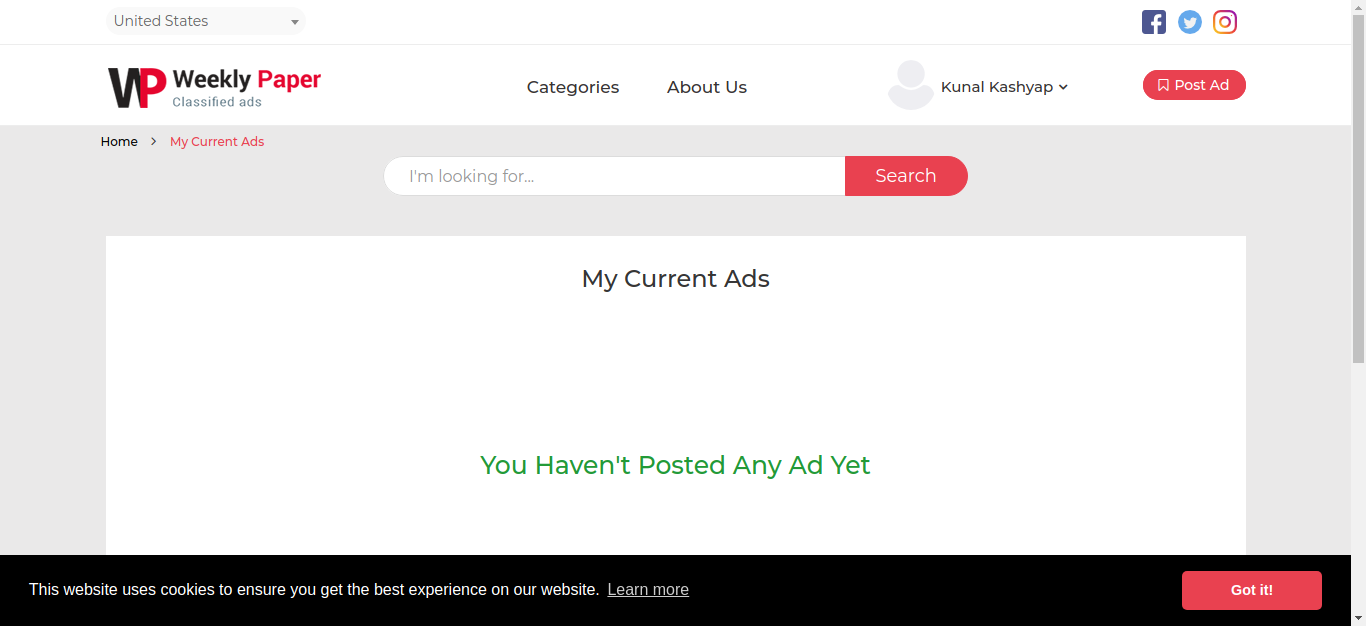 United States
WP Weekly Paper
Classified ads
Categories
About Us
Kunal Kashyap
Post Ad
Home
My Current Ads
I'm looking for...
Search
My Current Ads
You Haven't Posted Any Ad Yet
This website uses cookies to ensure you get the best experience on our website. Learn more
Got it!